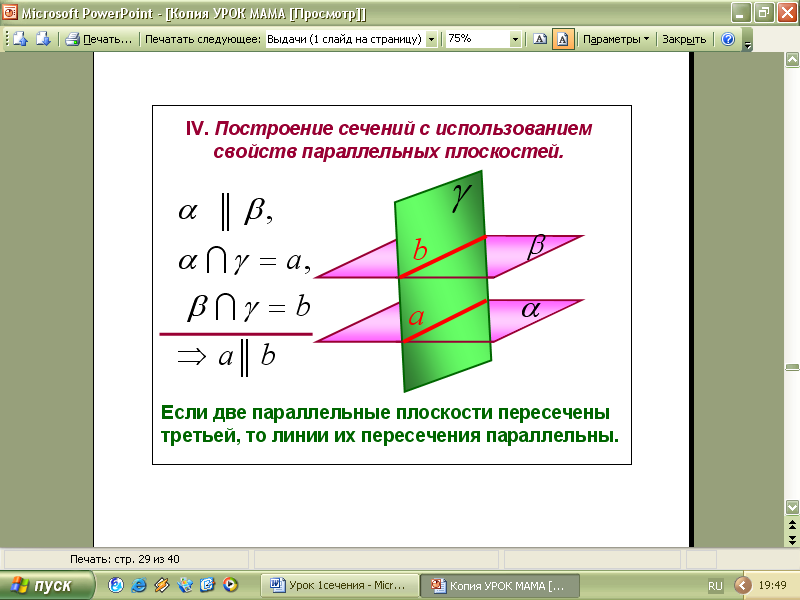 Microsoft PowerPoint - [Копия УРОК МАМА [Просмотр]]
Печать... Печатать следующее: Выдачи (1 слайд на страницу) 75% Параметры Закрыть
IV. Построение сечений с использованием
свойств параллельных плоскостей.
α ∥ β,
α ⋂ γ = a,
β ⋂ γ = b
⇒ a ∥ b
γ
b
β
a
α
Если две параллельные плоскости пересечены
третьей, то линии их пересечения параллельны.
Печать: стр. 29 из 40
пуск
Урок 1сечения - Micr...
Копия УРОК МАМА [...
RU
19:49